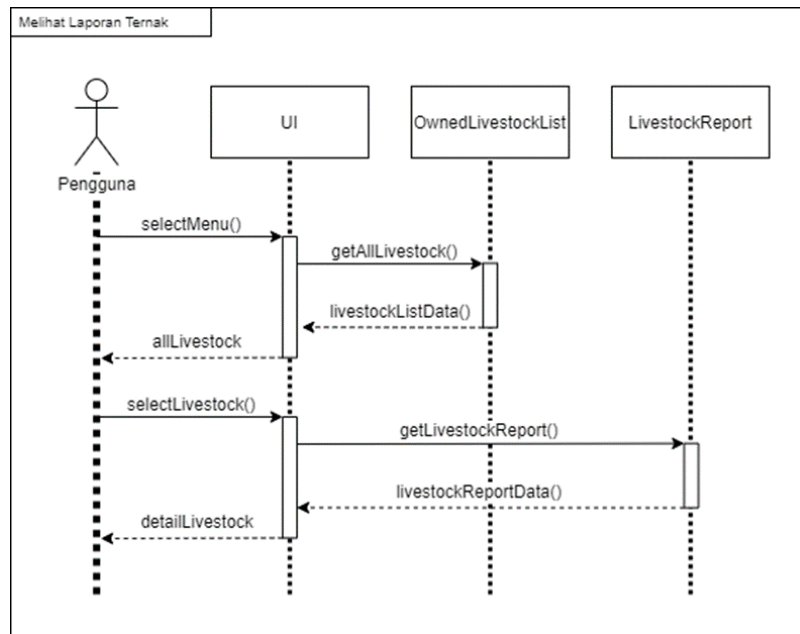 Melihat Laporan Ternak
UI
OwnedLivestockList
LivestockReport
Pengguna
selectMenu()
getAllLivestock()
livestockListData()
allLivestock
selectLivestock()
getLivestockReport()
livestockReportData()
detailLivestock